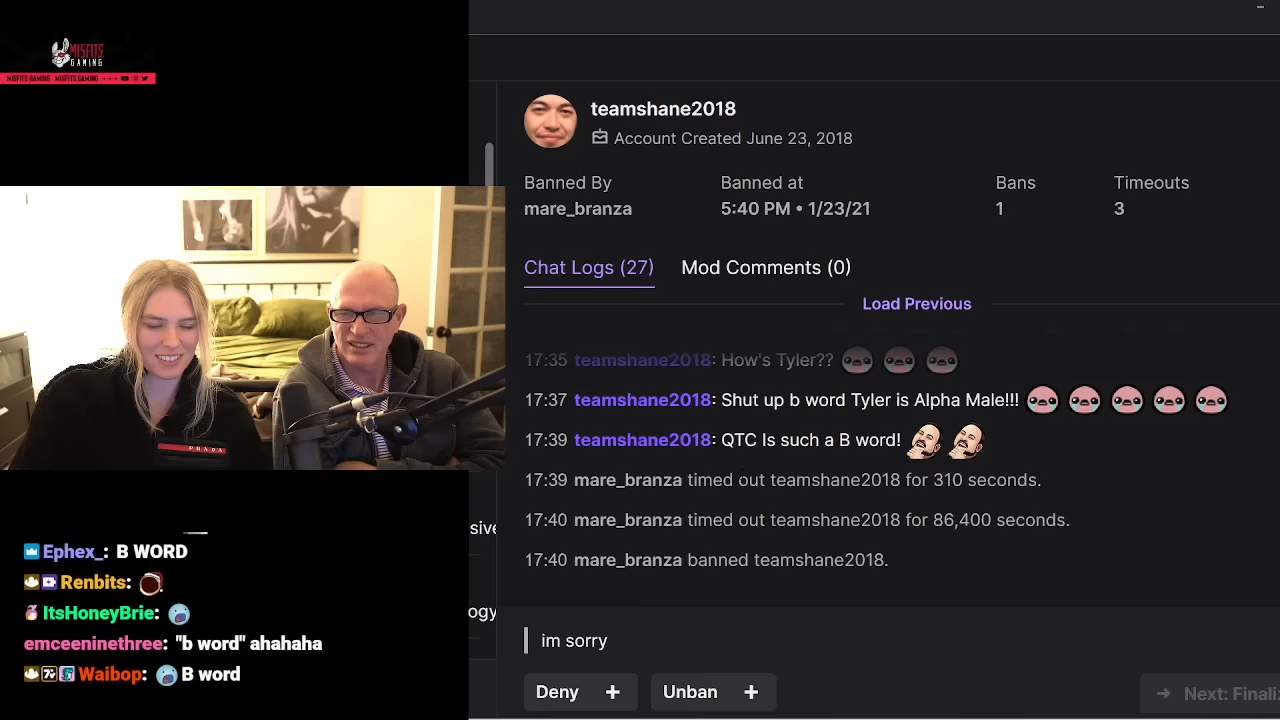 MISFITS
GAMING
MISFITS GAMING MISFITS GAMING
teamshane2018
Account Created June 23, 2018
Banned By
Banned at
Bans
Timeouts
mare_branza
5:40 PM • 1/23/21
1
3
Chat Logs (27)
Mod Comments (0)
Load Previous
17:35 teamshane2018: How's Tyler??
17:37 teamshane2018: Shut up b word Tyler is Alpha Male!!!
17:39 teamshane2018: QTC Is such a B word!
17:39 mare_branza timed out teamshane2018 for 310 seconds.
17:40 mare_branza timed out teamshane2018 for 86,400 seconds.
17:40 mare_branza banned teamshane2018.
im sorry
Deny +
Unban +
→ Next: Finali
PRADA
sive
ogy
Ephex_: B WORD
Renbits:
ItsHoneyBrie:
emceeninethree: "b word" ahahaha
Waibop: B word